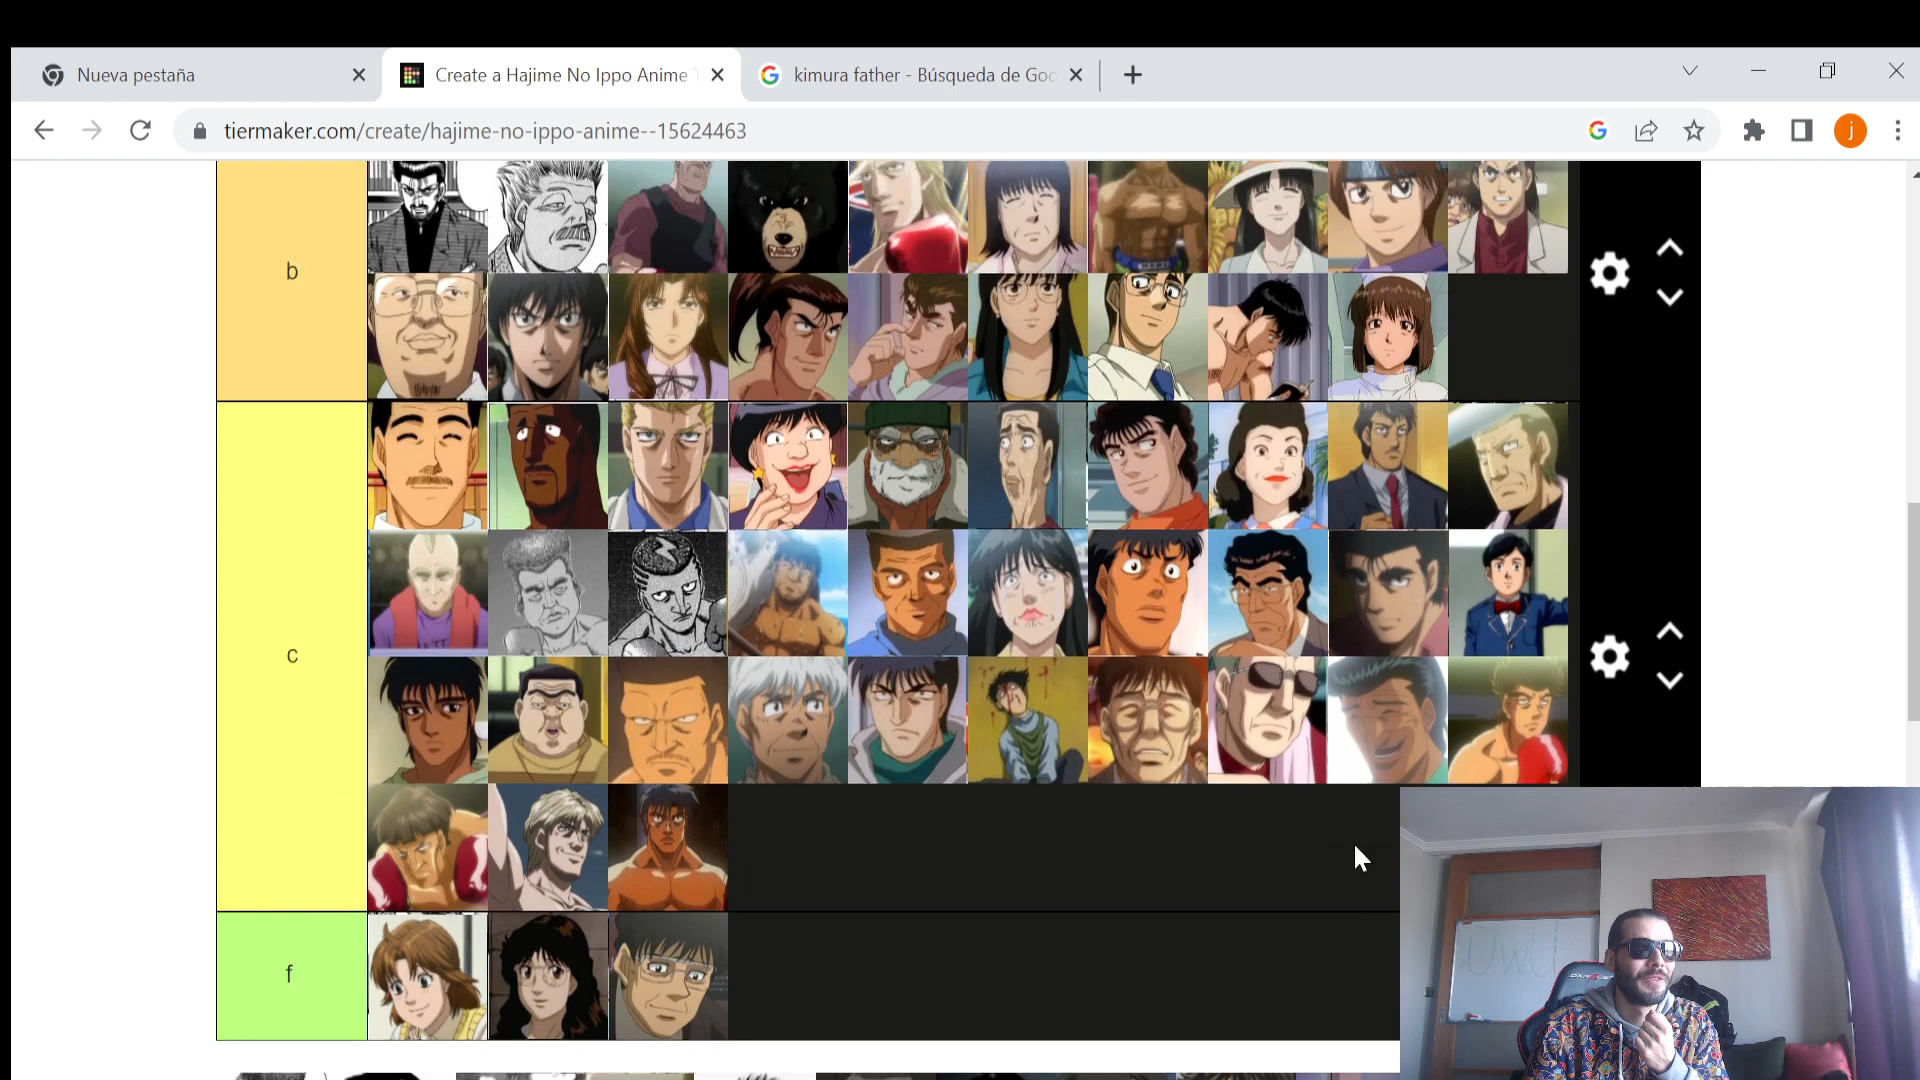 Nueva pestaña
Create a Hajime No Ippo Anime
kimura father - Búsqueda de Goo
tiermaker.com/create/hajime-no-ippo-anime--15624463
j
b
c
f
UWU